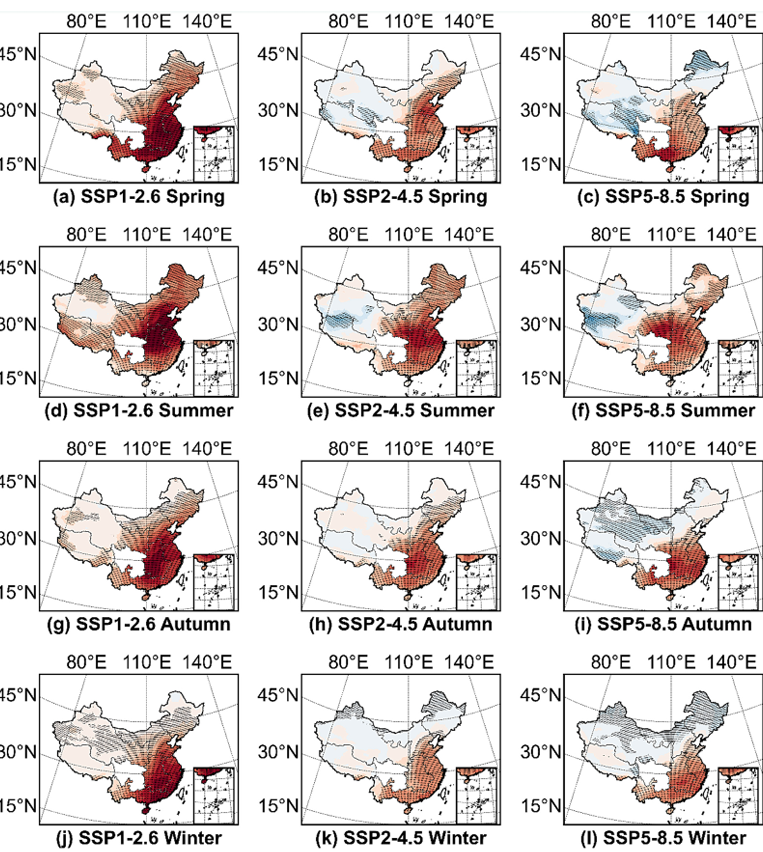 80°E 110°E 140°E 80°E 110°E 140°E 80°E 110°E 140°E
45°N 45°N 45°N
30°N 30°N 30°N
15°N 15°N 15°N
(a) SSP1-2.6 Spring (b) SSP2-4.5 Spring (c) SSP5-8.5 Spring
80°E 110°E 140°E 80°E 110°E 140°E 80°E 110°E 140°E
45°N 45°N 45°N
30°N 30°N 30°N
15°N 15°N 15°N
(d) SSP1-2.6 Summer (e) SSP2-4.5 Summer (f) SSP5-8.5 Summer
80°E 110°E 140°E 80°E 110°E 140°E 80°E 110°E 140°E
45°N 45°N 45°N
30°N 30°N 30°N
15°N 15°N 15°N
(g) SSP1-2.6 Autumn (h) SSP2-4.5 Autumn (i) SSP5-8.5 Autumn
80°E 110°E 140°E 80°E 110°E 140°E 80°E 110°E 140°E
45°N 45°N 45°N
30°N 30°N 30°N
15°N 15°N 15°N
(j) SSP1-2.6 Winter (k) SSP2-4.5 Winter (l) SSP5-8.5 Winter